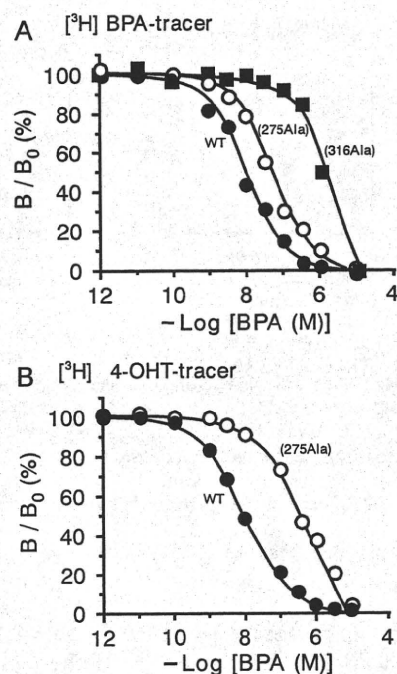 A [³H] BPA-tracer
B / B₀ (%)
100
80
60
40
20
0
WT
(275Ala)
(316Ala)
12 10 8 6 4
－Log [BPA (M)]
B [³H] 4-OHT-tracer
B / B₀ (%)
100
80
60
40
20
0
WT
(275Ala)
12 10 8 6 4
－Log [BPA (M)]